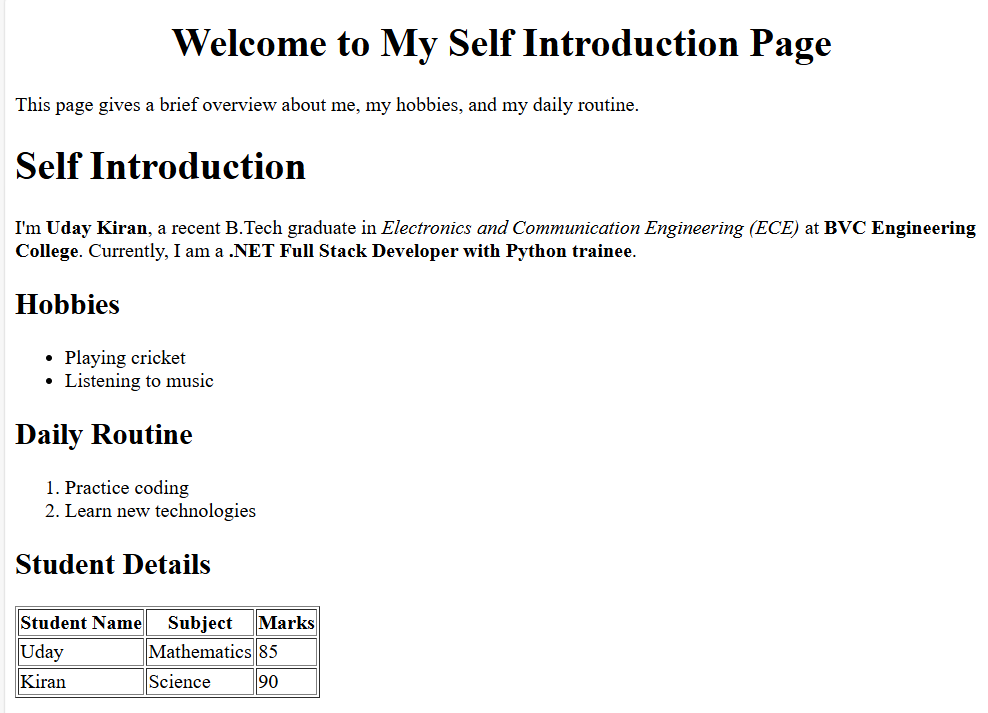 Welcome to My Self Introduction Page
This page gives a brief overview about me, my hobbies, and my daily routine.
Self Introduction
I'm Uday Kiran, a recent B.Tech graduate in Electronics and Communication Engineering (ECE) at BVC Engineering
College. Currently, I am a .NET Full Stack Developer with Python trainee.
Hobbies
• Playing cricket
• Listening to music
Daily Routine
1. Practice coding
2. Learn new technologies
Student Details
Student Name Subject Marks
Uday Mathematics 85
Kiran Science 90